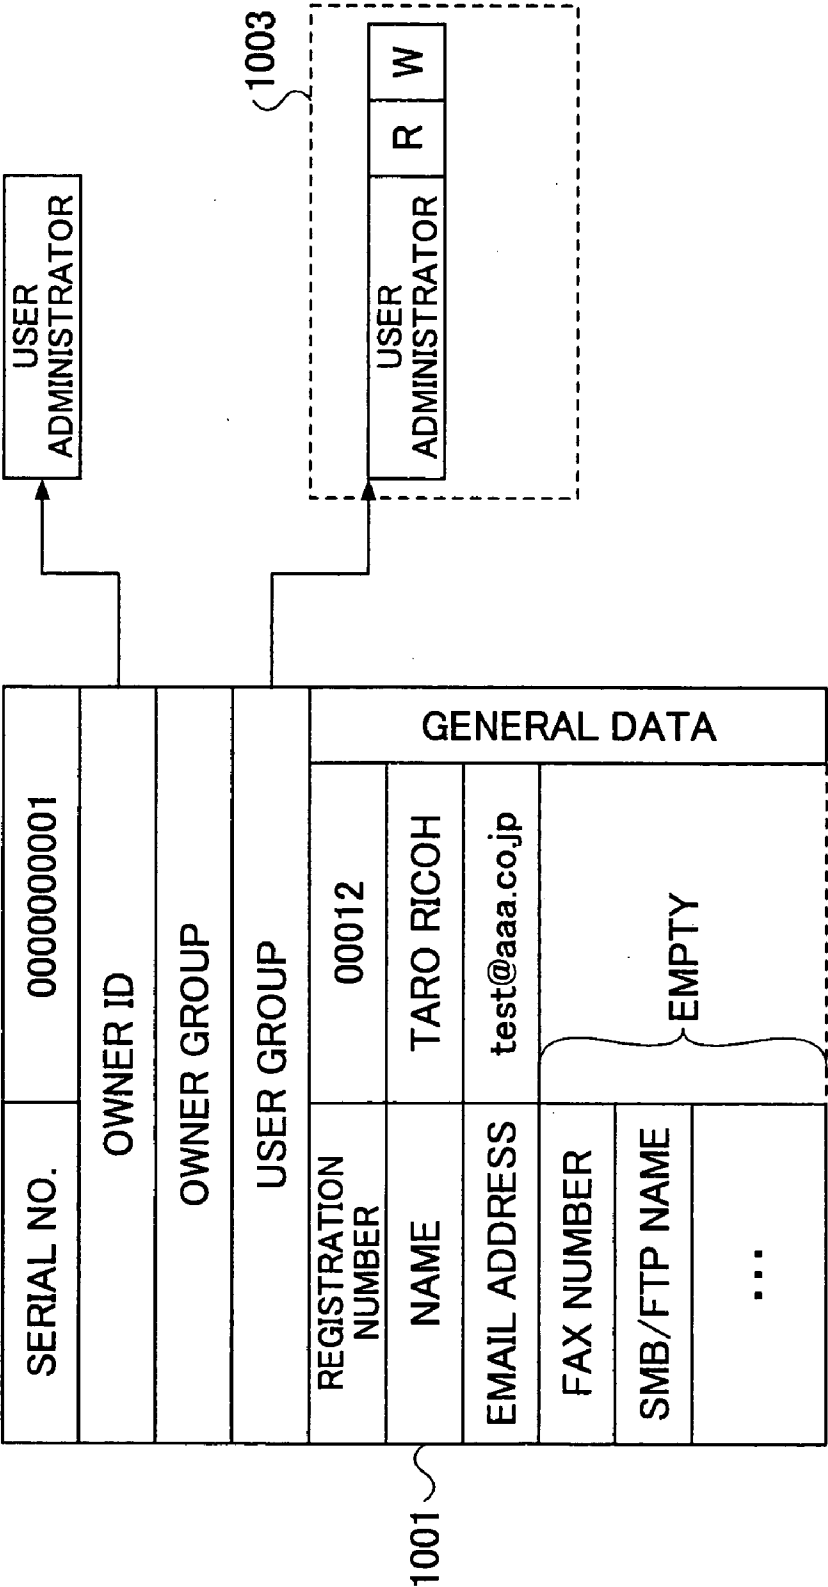 SERIAL NO. 0000000001
OWNER ID
OWNER GROUP
USER GROUP
REGISTRATION
NUMBER
00012
NAME TARO RICOH
EMAIL ADDRESS test@aaa.co.jp
FAX NUMBER
SMB/FTP NAME
...
EMPTY
GENERAL DATA
1001
USER
ADMINISTRATOR
1003
USER
ADMINISTRATOR
R W